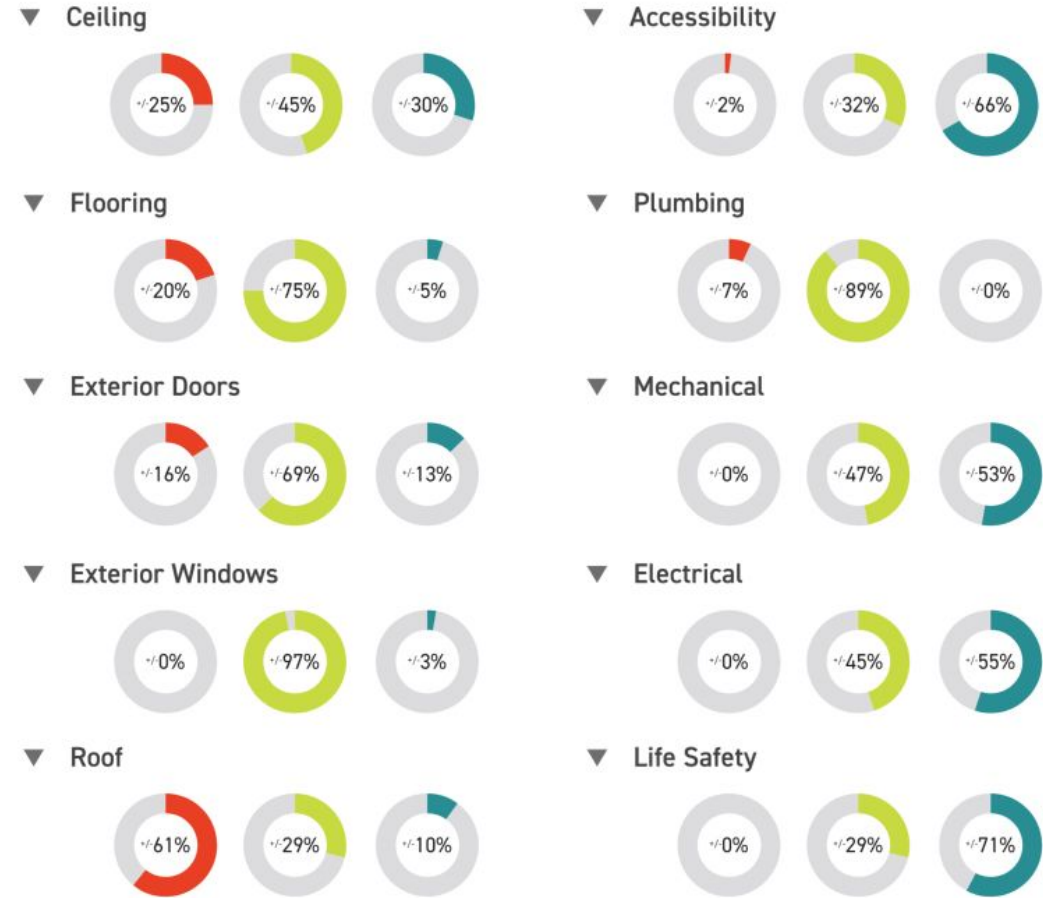 Ceiling
+/-25% +/-45% +/-30%
Flooring
+/-20% +/-75% +/-5%
Exterior Doors
+/-16% +/-69% +/-13%
Exterior Windows
+/-0% +/-97% +/-3%
Roof
+/-61% +/-29% +/-10%
Accessibility
+/-2% +/-32% +/-66%
Plumbing
+/-7% +/-89% +/-0%
Mechanical
+/-0% +/-47% +/-53%
Electrical
+/-0% +/-45% +/-55%
Life Safety
+/-0% +/-29% +/-71%